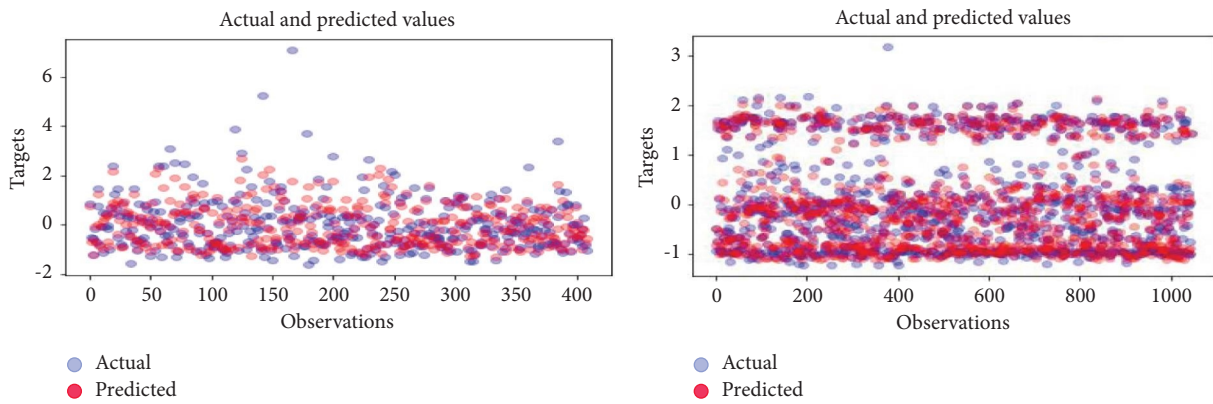 Actual and predicted values
6
4
2
0
-2
Targets
0 50 100 150 200 250 300 350 400
Observations
Actual
Predicted
Actual and predicted values
3
2
1
0
-1
Targets
0 200 400 600 800 1000
Observations
Actual
Predicted